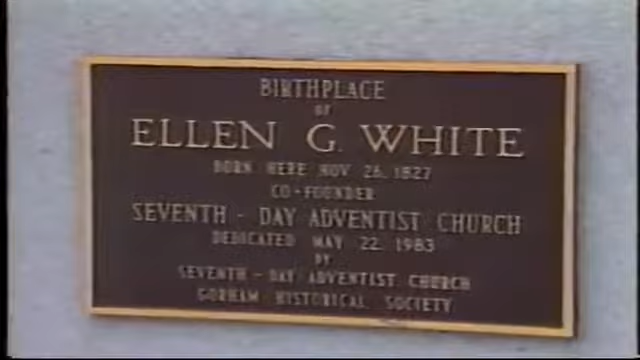 BIRTHPLACE
OF
ELLEN G. WHITE
BORN HERE NOV 26, 1827
CO-FOUNDER
SEVENTH - DAY ADVENTIST CHURCH
DEDICATED MAY 22, 1983
BY
SEVENTH - DAY ADVENTIST CHURCH
GORHAM HISTORICAL SOCIETY